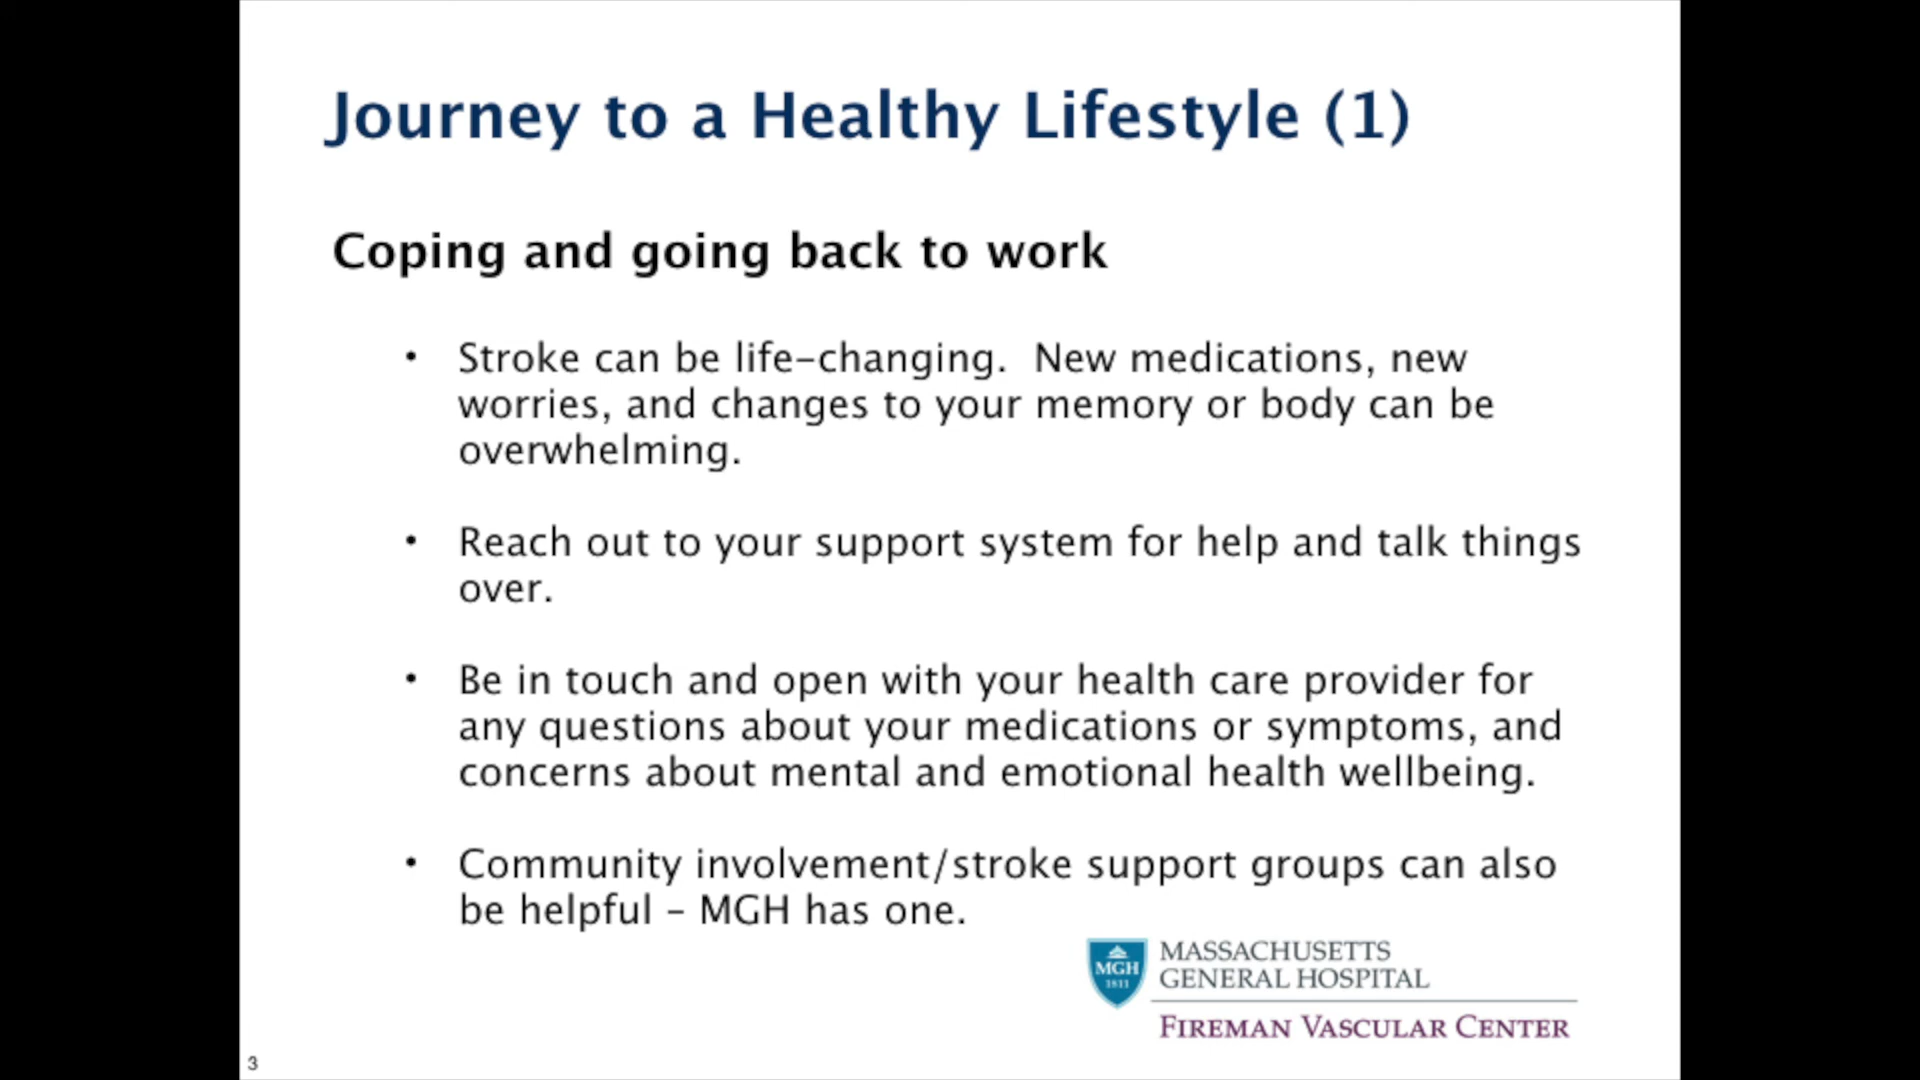 Journey to a Healthy Lifestyle (1)
Coping and going back to work
• Stroke can be life-changing.  New medications, new
worries, and changes to your memory or body can be
overwhelming.
• Reach out to your support system for help and talk things
over.
• Be in touch and open with your health care provider for
any questions about your medications or symptoms, and
concerns about mental and emotional health wellbeing.
• Community involvement/stroke support groups can also
be helpful – MGH has one.
MGH
1811
MASSACHUSETTS
GENERAL HOSPITAL
FIREMAN VASCULAR CENTER
3